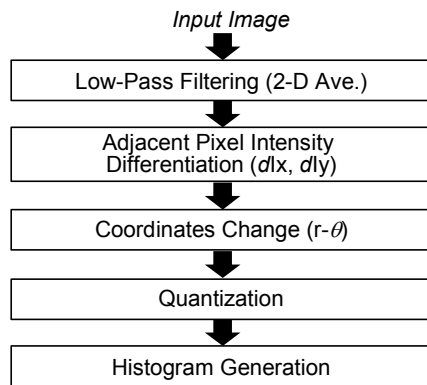 Input Image
Low-Pass Filtering (2-D Ave.)
Adjacent Pixel Intensity
Differentiation (dIx, dIy)
Coordinates Change (r-θ)
Quantization
Histogram Generation